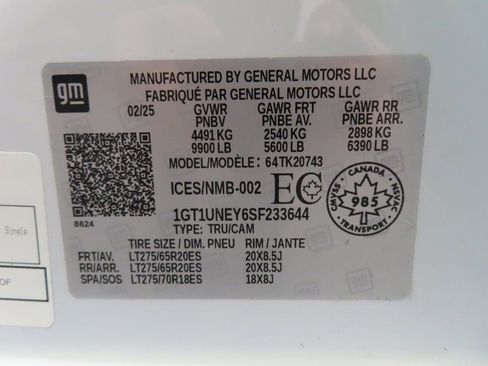 gm
MANUFACTURED BY GENERAL MOTORS LLC
FABRIQUÉ PAR GENERAL MOTORS LLC
02/25 GVWR GAWR FRT GAWR RR
PNBV PNBE AV. PNBE ARR.
4491 KG 2540 KG 2898 KG
9900 LB 5600 LB 6390 LB
MODEL/MODÈLE: 64TK20743
ICES/NMB-002 EC
CANADA
CMVSS 985 NSVAC
TRANSPORT
1GT1UNEY6SF233644
8624
TYPE: TRU/CAM
TIRE SIZE / DIM. PNEU RIM / JANTE
FRT/AV. LT275/65R20ES 20X8.5J
RR/ARR. LT275/65R20ES 20X8.5J
SPA/SOS LT275/70R18ES 18X8J
Single
OF